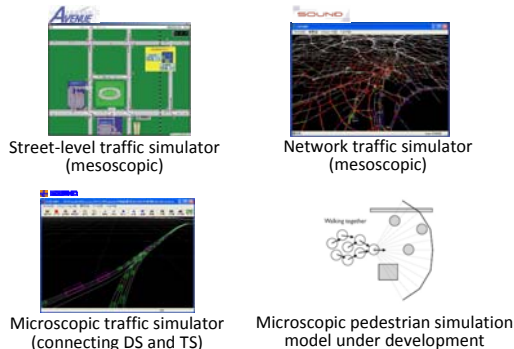 AVENUE
SOUND
Street-level traffic simulator
(mesoscopic)
Network traffic simulator
(mesoscopic)
Walking together
Microscopic traffic simulator
(connecting DS and TS)
Microscopic pedestrian simulation
model under development